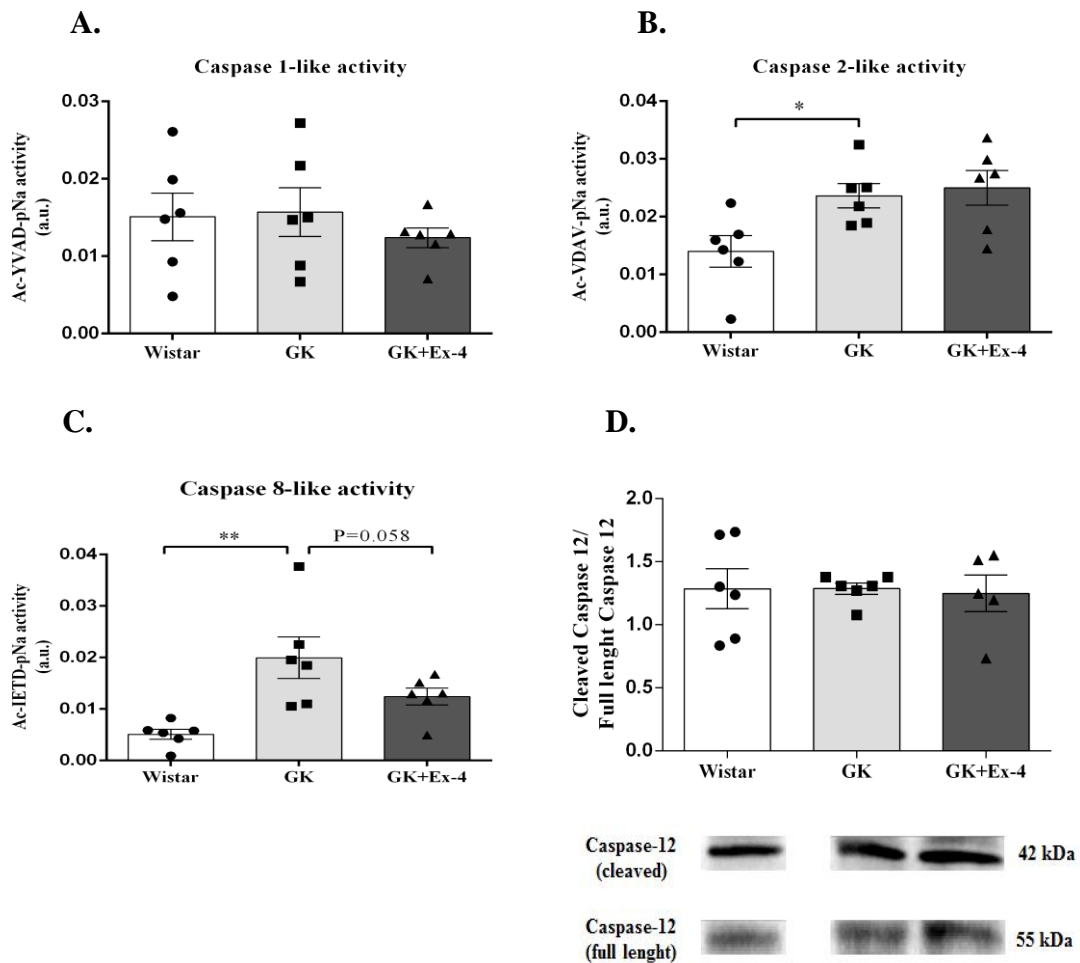 A.
Caspase 1-like activity
Ac-YVAD-pNa activity
(a.u.)
0.03
0.02
0.01
0.00
Wistar GK GK+Ex-4
B.
Caspase 2-like activity
Ac-VDAV-pNa activity
(a.u.)
0.04
0.03
0.02
0.01
0.00
*
Wistar GK GK+Ex-4
C.
Caspase 8-like activity
Ac-IETD-pNa activity
(a.u.)
0.04
0.03
0.02
0.01
0.00
** P=0.058
Wistar GK GK+Ex-4
D.
Cleaved Caspase 12/
Full lenght Caspase 12
2.0
1.5
1.0
0.5
0.0
Wistar GK GK+Ex-4
Caspase-12
(cleaved)
42 kDa
Caspase-12
(full lenght)
55 kDa